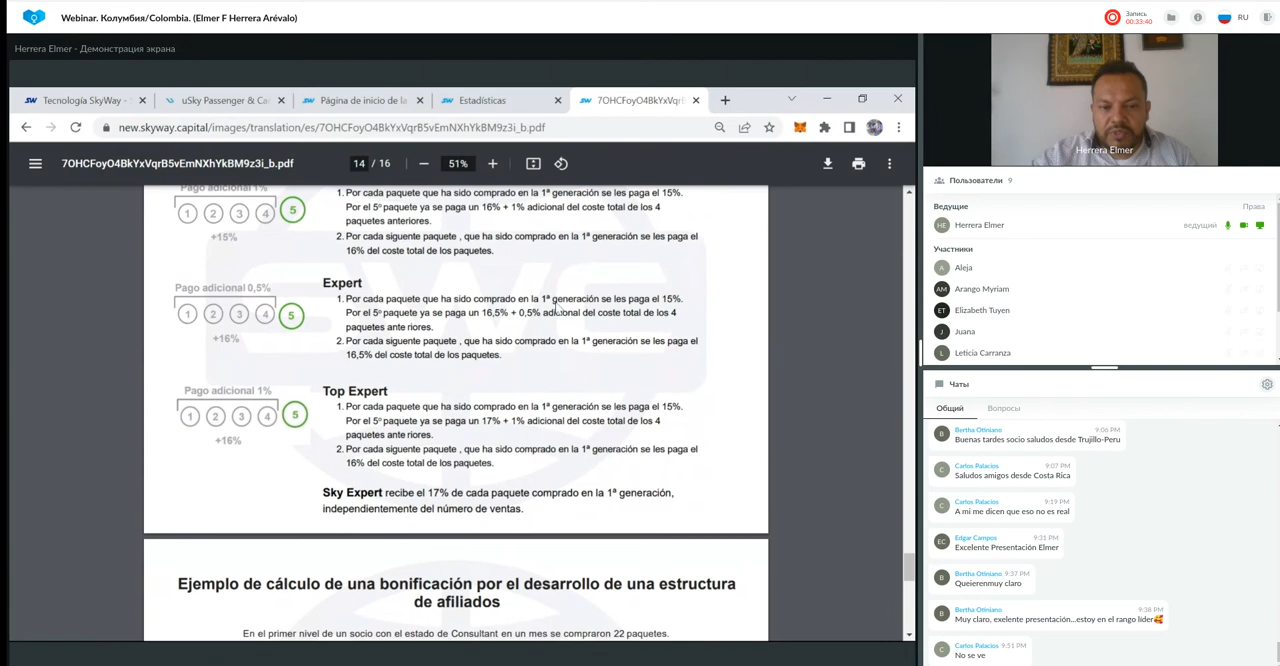 Webinar. Колумбия/Colombia. (Elmer F Herrera Arévalo)
Запись
00:33:40
RU
Herrera Elmer - Демонстрация экрана
Tecnología SkyWay -
uSky Passenger & Ca
Página de inicio de la
Estadísticas
7OHCFoyO4BkYxVqrB
new.skyway.capital/images/translation/es/7OHCFoyO4BkYxVqrB5vEmNXhYkBM9z3i_b.pdf
7OHCFoyO4BkYxVqrB5vEmNXhYkBM9z3i_b.pdf
14 / 16
51%
Pago adicional 1%
1 2 3 4 5
+15%
1. Por cada paquete que ha sido comprado en la 1ª generación se les paga el 15%.
Por el 5º paquete ya se paga un 16% + 1% adicional del coste total de los 4
paquetes anteriores.
2. Por cada siguente paquete , que ha sido comprado en la 1ª generación se les paga el
16% del coste total de los paquetes.
Expert
Pago adicional 0,5%
1 2 3 4 5
+16%
1. Por cada paquete que ha sido comprado en la 1ª generación se les paga el 15%.
Por el 5º paquete ya se paga un 16,5% + 0,5% adicional del coste total de los 4
paquetes ante riores.
2. Por cada siguiente paquete , que ha sido comprado en la 1ª generación se les paga el
16,5% del coste total de los paquetes.
Top Expert
Pago adicional 1%
1 2 3 4 5
+16%
1. Por cada paquete que ha sido comprado en la 1ª generación se les paga el 15%.
Por el 5º paquete ya se paga un 17% + 1% adicional del coste total de los 4
paquetes ante riores.
2. Por cada siguiente paquete , que ha sido comprado en la 1ª generación se les paga el
16% del coste total de los paquetes.
Sky Expert recibe el 17% de cada paquete comprado en la 1ª generación,
independientemente del número de ventas.
Ejemplo de cálculo de una bonificación por el desarrollo de una estructura
de afiliados
En el primer nivel de un socio con el estado de Consultant en un mes se compraron 22 paquetes.
Herrera Elmer
Пользователи 9
Ведущие Права
HE Herrera Elmer ведущий
Участники
A Aleja
AM Arango Myriam
ET Elizabeth Tuyen
J Juana
L Leticia Carranza
Чаты
Общий Вопросы
B Bertha Otiniano 9:06 PM
Buenas tardes socio saludos desde Trujillo-Peru
C Carlos Palacios 9:07 PM
Saludos amigos desde Costa Rica
C Carlos Palacios 9:19 PM
A mi me dicen que eso no es real
EC Edgar Campos 9:31 PM
Excelente Presentación Elmer
B Bertha Otiniano 9:37 PM
Queierenmuy claro
B Bertha Otiniano 9:38 PM
Muy claro, exelente presentación...estoy en el rango líder🥰
C Carlos Palacios 9:51 PM
No se ve